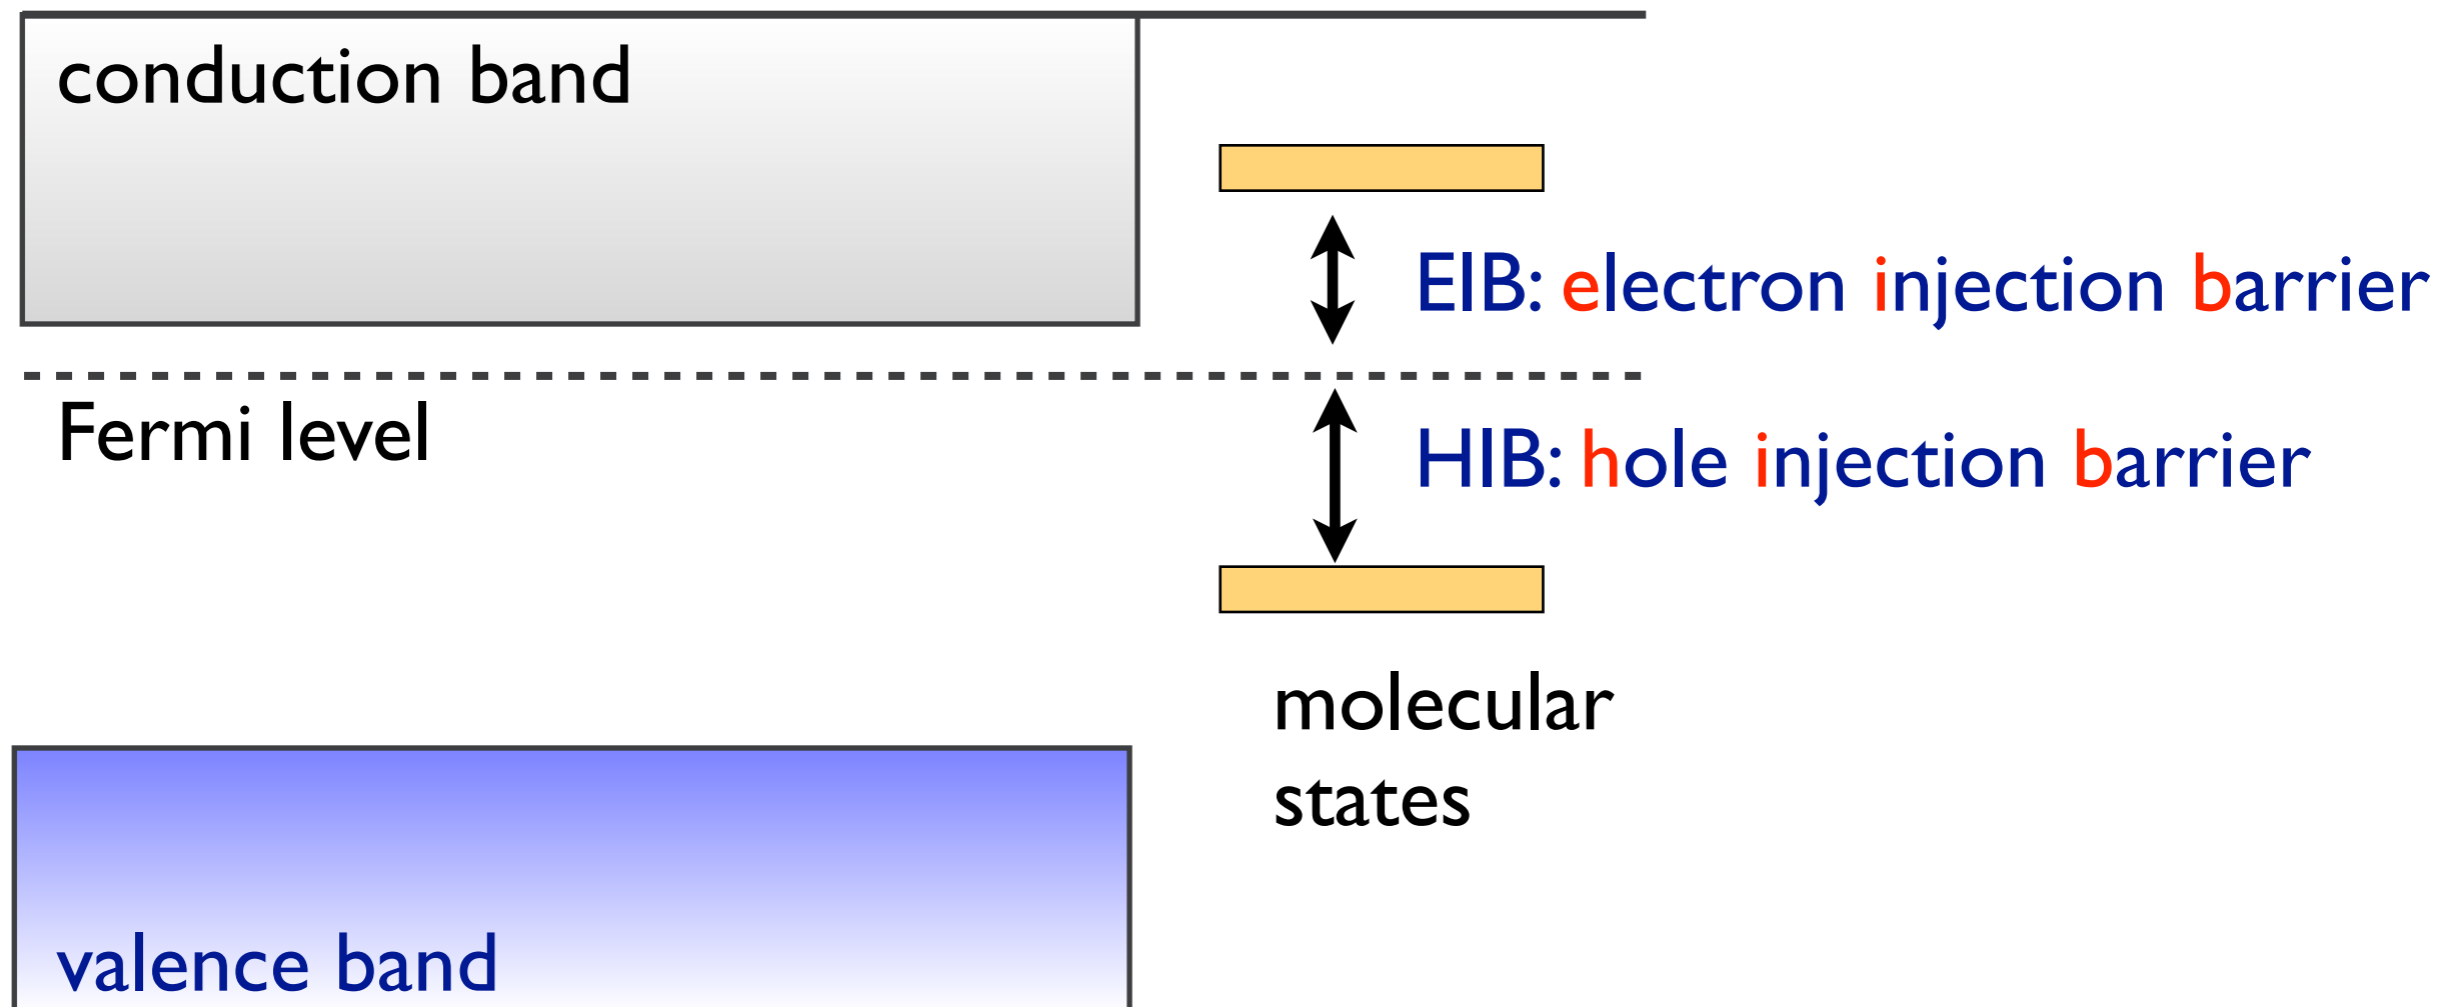 conduction band
EIB: electron injection barrier
Fermi level
HIB: hole injection barrier
molecular
states
valence band